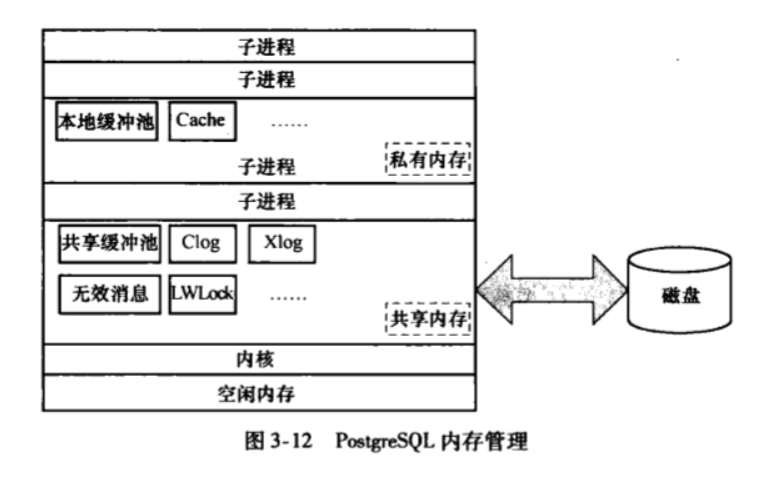 子进程
子进程
本地缓冲池 Cache ……
子进程 私有内存
子进程
共享缓冲池 Clog Xlog
无效消息 LWLock ……
共享内存
磁盘
内核
空闲内存
图 3-12 PostgreSQL 内存管理